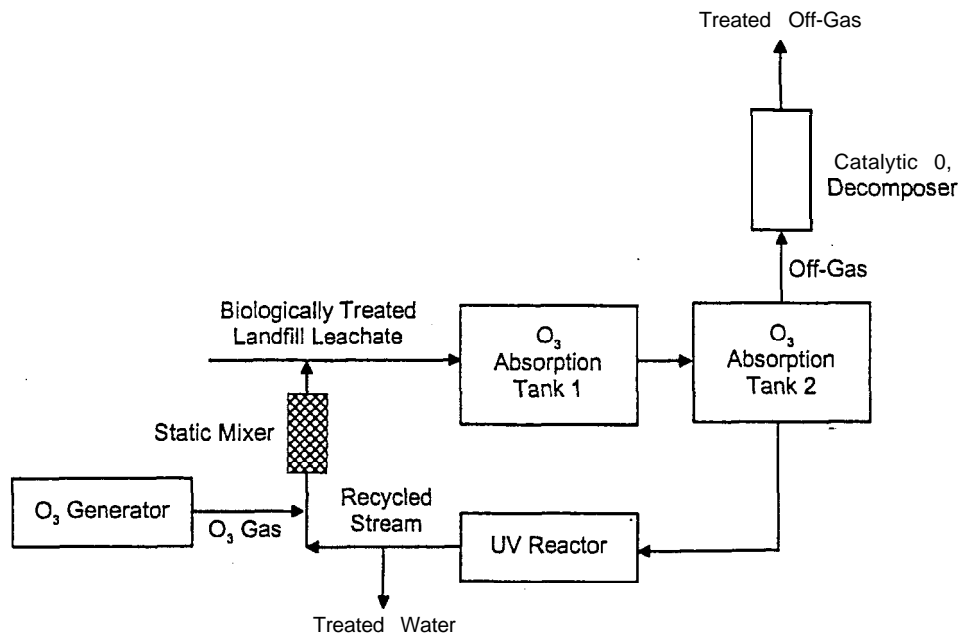 Treated Off-Gas
Catalytic 0,
Decomposer
Off-Gas
Biologically Treated
Landfill Leachate
O₃
Absorption
Tank 1
O₃
Absorption
Tank 2
Static Mixer
O₃ Generator
O₃ Gas
Recycled
Stream
UV Reactor
Treated Water